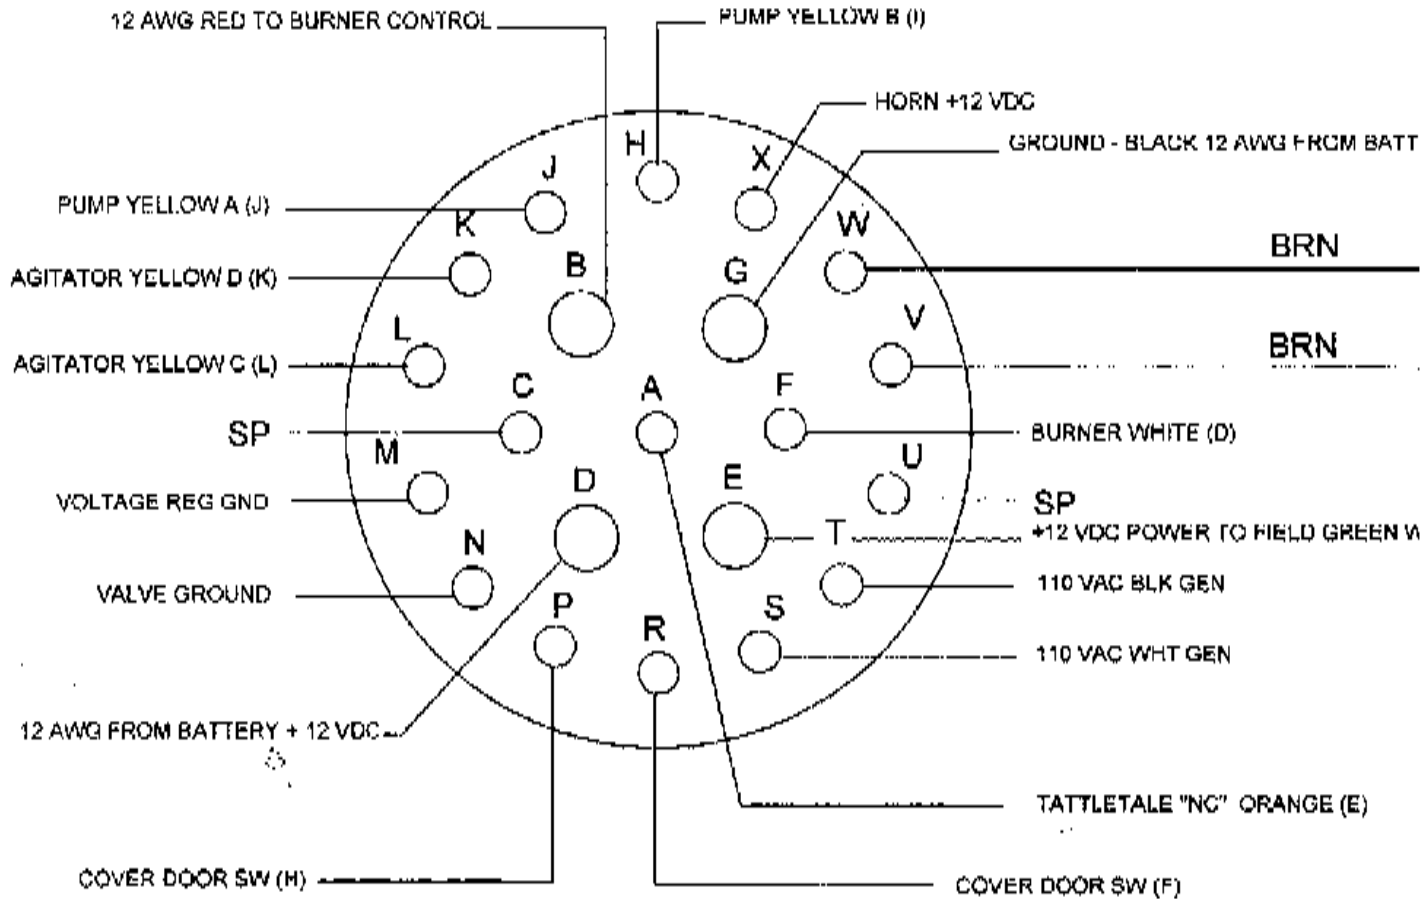 12 AWG RED TO BURNER CONTROL
PUMP YELLOW B (I)
HORN +12 VDC
GROUND - BLACK 12 AWG FROM BATT
H
X
J
PUMP YELLOW A (J)
K
W
BRN
B
G
AGITATOR YELLOW D (K)
L
V
BRN
AGITATOR YELLOW C (L)
C
A
F
SP
BURNER WHITE (D)
M
U
VOLTAGE REG GND
D
E
SP
+12 VDC POWER TO FIELD GREEN W
N
T
VALVE GROUND
110 VAC BLK GEN
P
R
S
110 VAC WHT GEN
12 AWG FROM BATTERY + 12 VDC
TATTLETALE "NC" ORANGE (E)
COVER DOOR SW (H)
COVER DOOR SW (F)